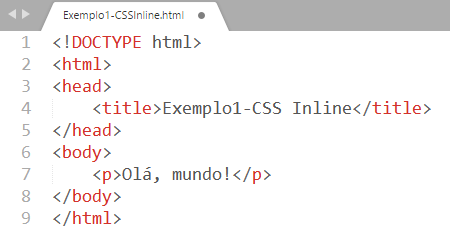 Exemplo1-CSSInline.html
1 <!DOCTYPE html>
2 <html>
3 <head>
4     <title>Exemplo1-CSS Inline</title>
5 </head>
6 <body>
7     <p>Olá, mundo!</p>
8 </body>
9 </html>